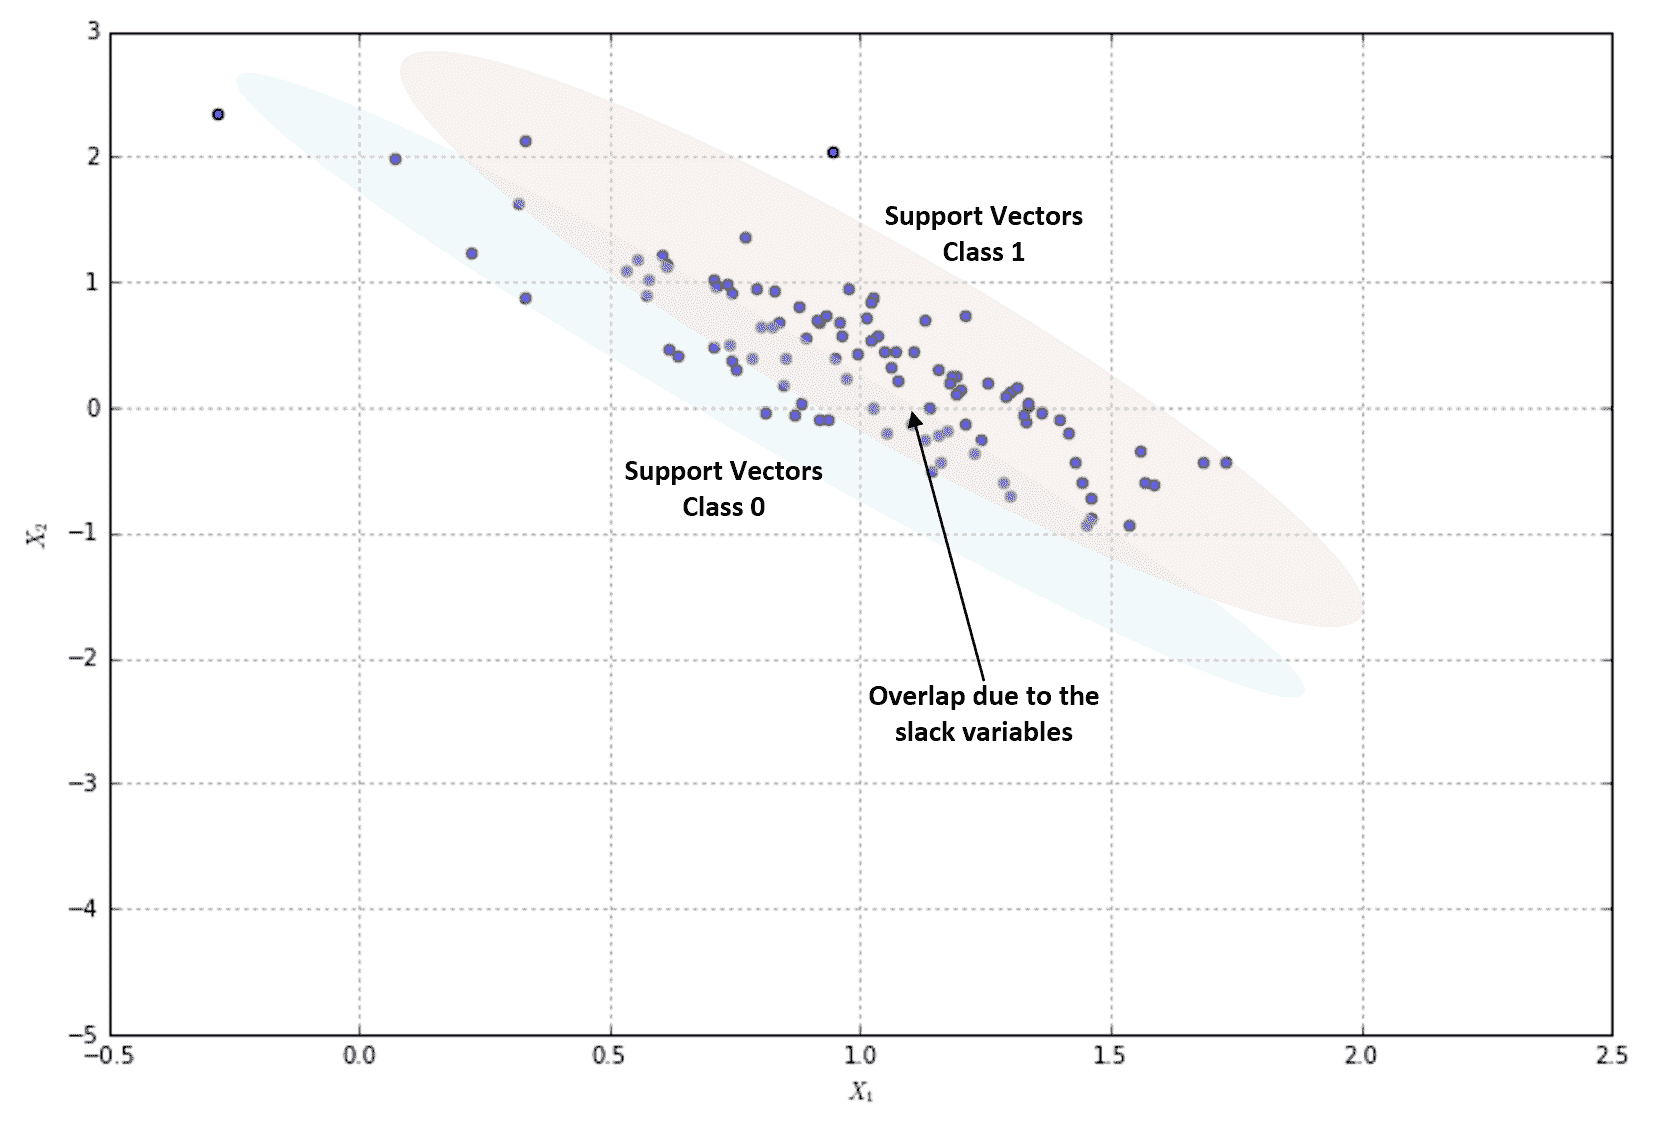 3
2
1
0
−1
−2
−3
−4
−5
X₂
Support Vectors
Class 1
Support Vectors
Class 0
Overlap due to the
slack variables
−0.5 0.0 0.5 1.0 1.5 2.0 2.5
X₁